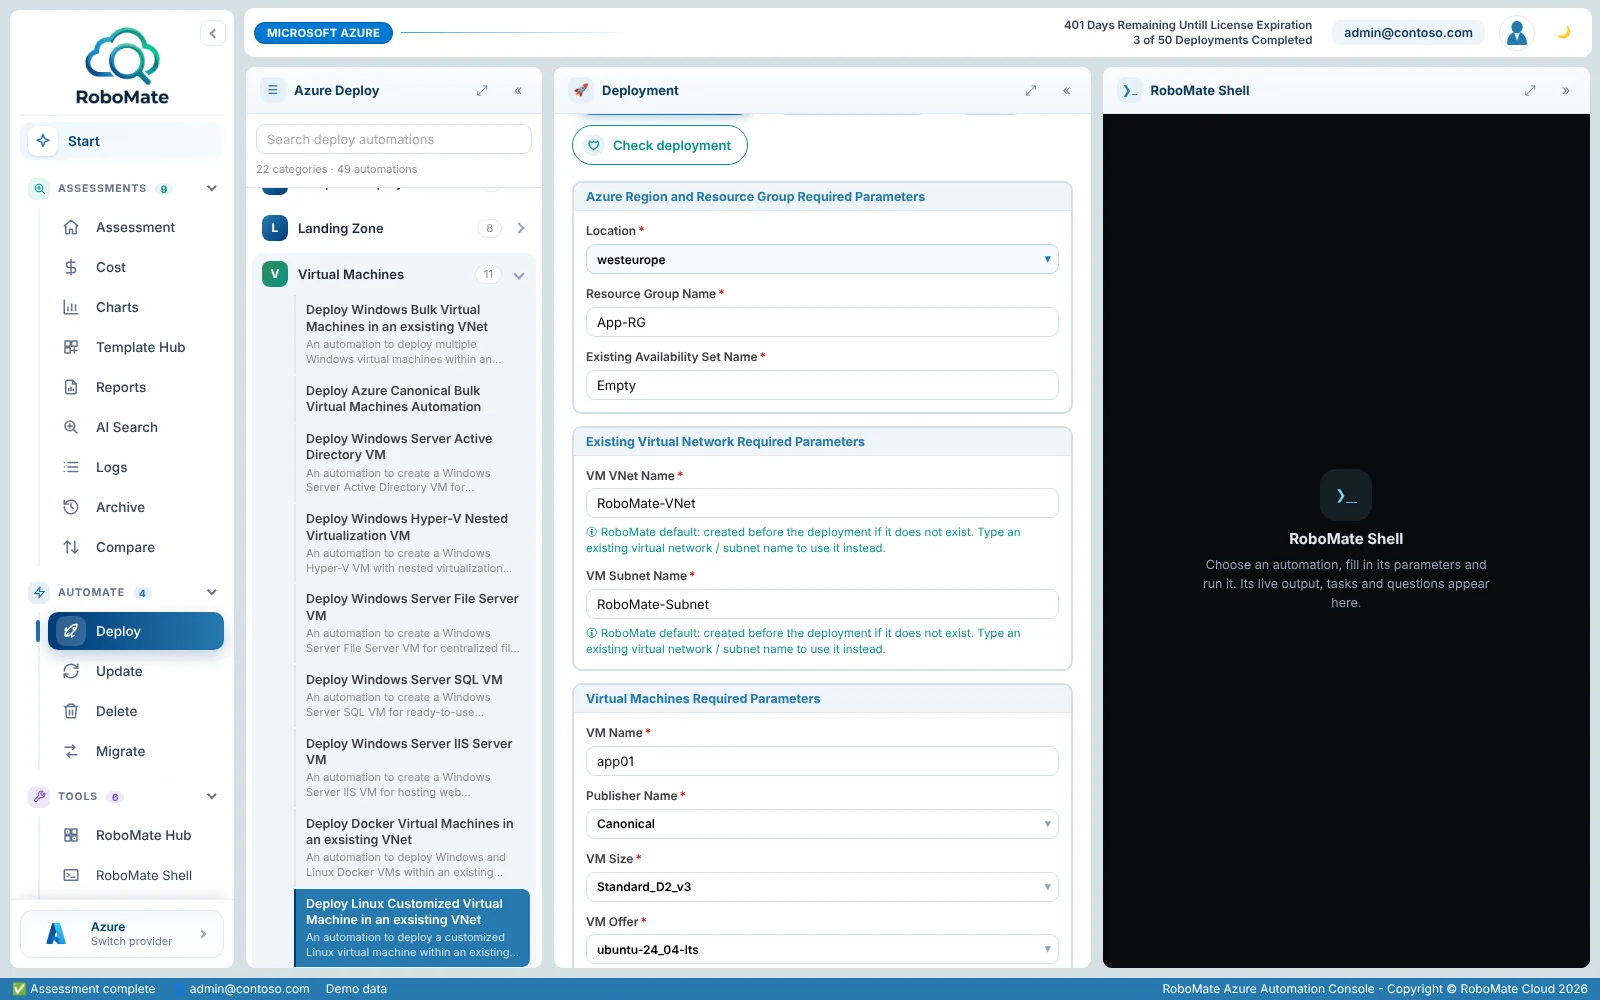 RoboMate
Start
ASSESSMENTS 9
Assessment
Cost
Charts
Template Hub
Reports
AI Search
Logs
Archive
Compare
AUTOMATE 4
Deploy
Update
Delete
Migrate
TOOLS 6
RoboMate Hub
RoboMate Shell
Azure
Switch provider
MICROSOFT AZURE
401 Days Remaining Untill License Expiration
3 of 50 Deployments Completed
admin@contoso.com
Azure Deploy
Search deploy automations
22 categories · 49 automations
L Landing Zone 8
V Virtual Machines 11
Deploy Windows Bulk Virtual
Machines in an exsisting VNet
An automation to deploy multiple
Windows virtual machines within an...
Deploy Azure Canonical Bulk
Virtual Machines Automation
Deploy Windows Server Active
Directory VM
An automation to create a Windows
Server Active Directory VM for...
Deploy Windows Hyper-V Nested
Virtualization VM
An automation to create a Windows
Hyper-V VM with nested virtualization...
Deploy Windows Server File Server
VM
An automation to create a Windows
Server File Server VM for centralized fil...
Deploy Windows Server SQL VM
An automation to create a Windows
Server SQL VM for ready-to-use...
Deploy Windows Server IIS Server
VM
An automation to create a Windows
Server IIS VM for hosting web...
Deploy Docker Virtual Machines in
an exsisting VNet
An automation to deploy Windows and
Linux Docker VMs within an existing...
Deploy Linux Customized Virtual
Machine in an exsisting VNet
An automation to deploy a customized
Linux virtual machine within an existing...
Deployment
Check deployment
Azure Region and Resource Group Required Parameters
Location *
westeurope
Resource Group Name *
App-RG
Existing Availability Set Name *
Empty
Existing Virtual Network Required Parameters
VM VNet Name *
RoboMate-VNet
RoboMate default: created before the deployment if it does not exist. Type an
existing virtual network / subnet name to use it instead.
VM Subnet Name *
RoboMate-Subnet
RoboMate default: created before the deployment if it does not exist. Type an
existing virtual network / subnet name to use it instead.
Virtual Machines Required Parameters
VM Name *
app01
Publisher Name *
Canonical
VM Size *
Standard_D2_v3
VM Offer *
ubuntu-24_04-lts
RoboMate Shell
RoboMate Shell
Choose an automation, fill in its parameters and
run it. Its live output, tasks and questions appear
here.
Assessment complete
admin@contoso.com
Demo data
RoboMate Azure Automation Console - Copyright © RoboMate Cloud 2026